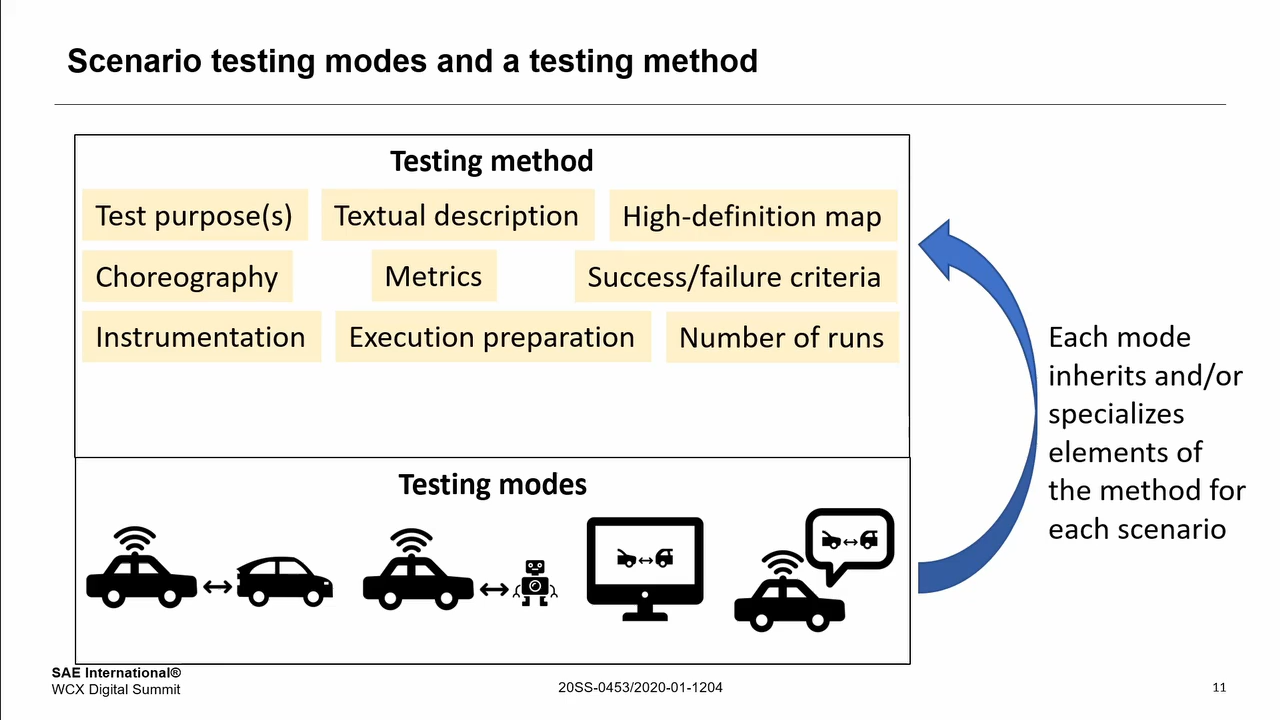 Scenario testing modes and a testing method
Testing method
Test purpose(s)
Textual description
High-definition map
Choreography
Metrics
Success/failure criteria
Instrumentation
Execution preparation
Number of runs
Each mode
inherits and/or
specializes
elements of
the method for
each scenario
Testing modes
SAE International®
WCX Digital Summit
20SS-0453/2020-01-1204
11